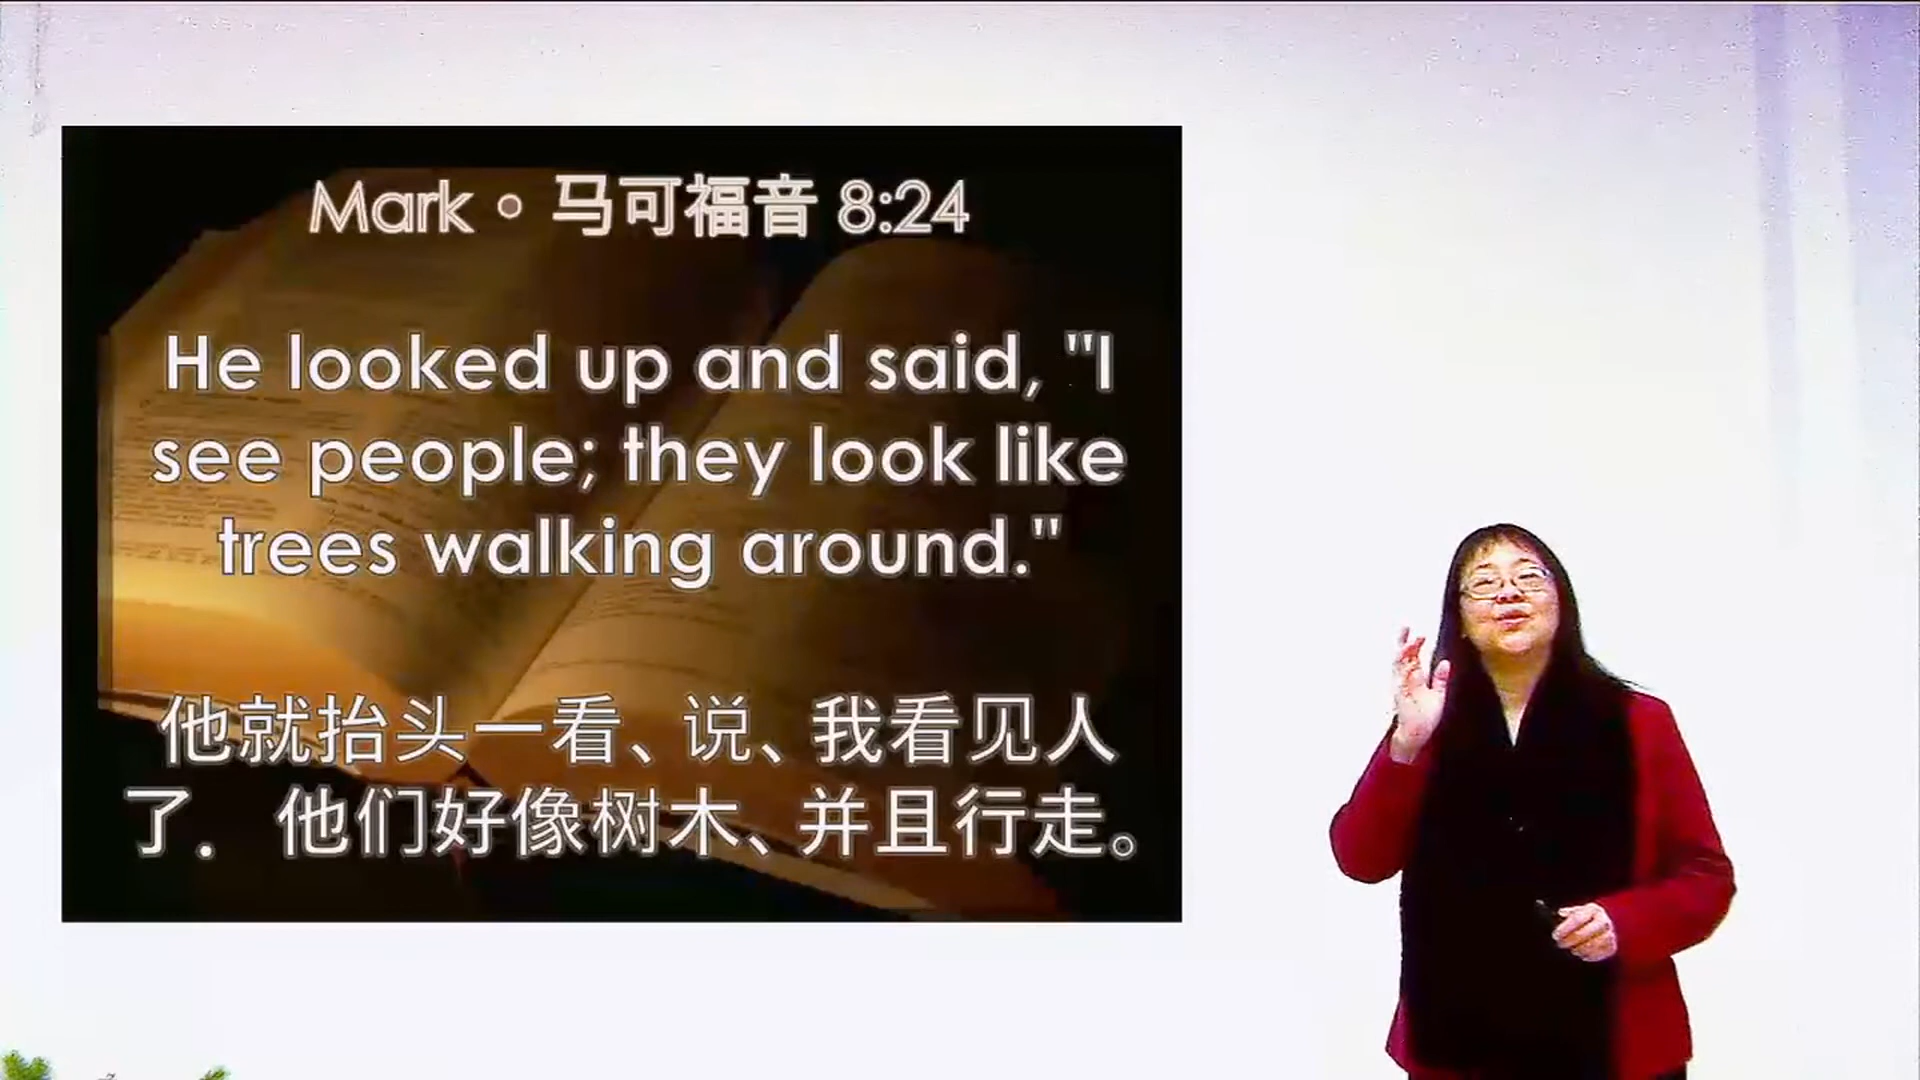 Mark • 马可福音 8:24
He looked up and said, "I
see people; they look like
trees walking around."
他就抬头一看、说、我看见人
了． 他们好像树木、并且行走。